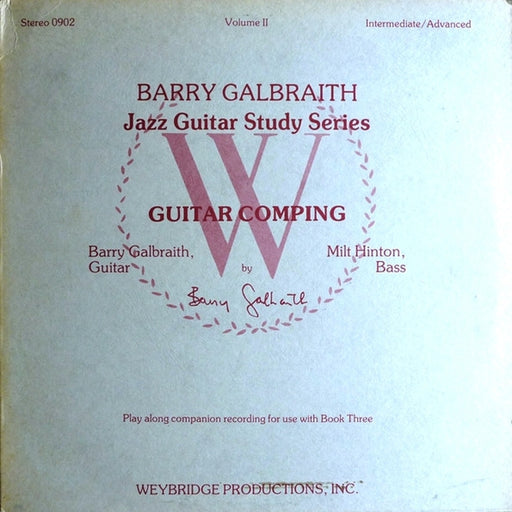 Stereo 0902 Volume II Intermediate/Advanced
BARRY GALBRAITH
Jazz Guitar Study Series
W
GUITAR COMPING
Barry Galbraith, Milt Hinton,
Guitar by Bass
Barry Galbraith
Play along companion recording for use with Book Three
WEYBRIDGE PRODUCTIONS, INC.